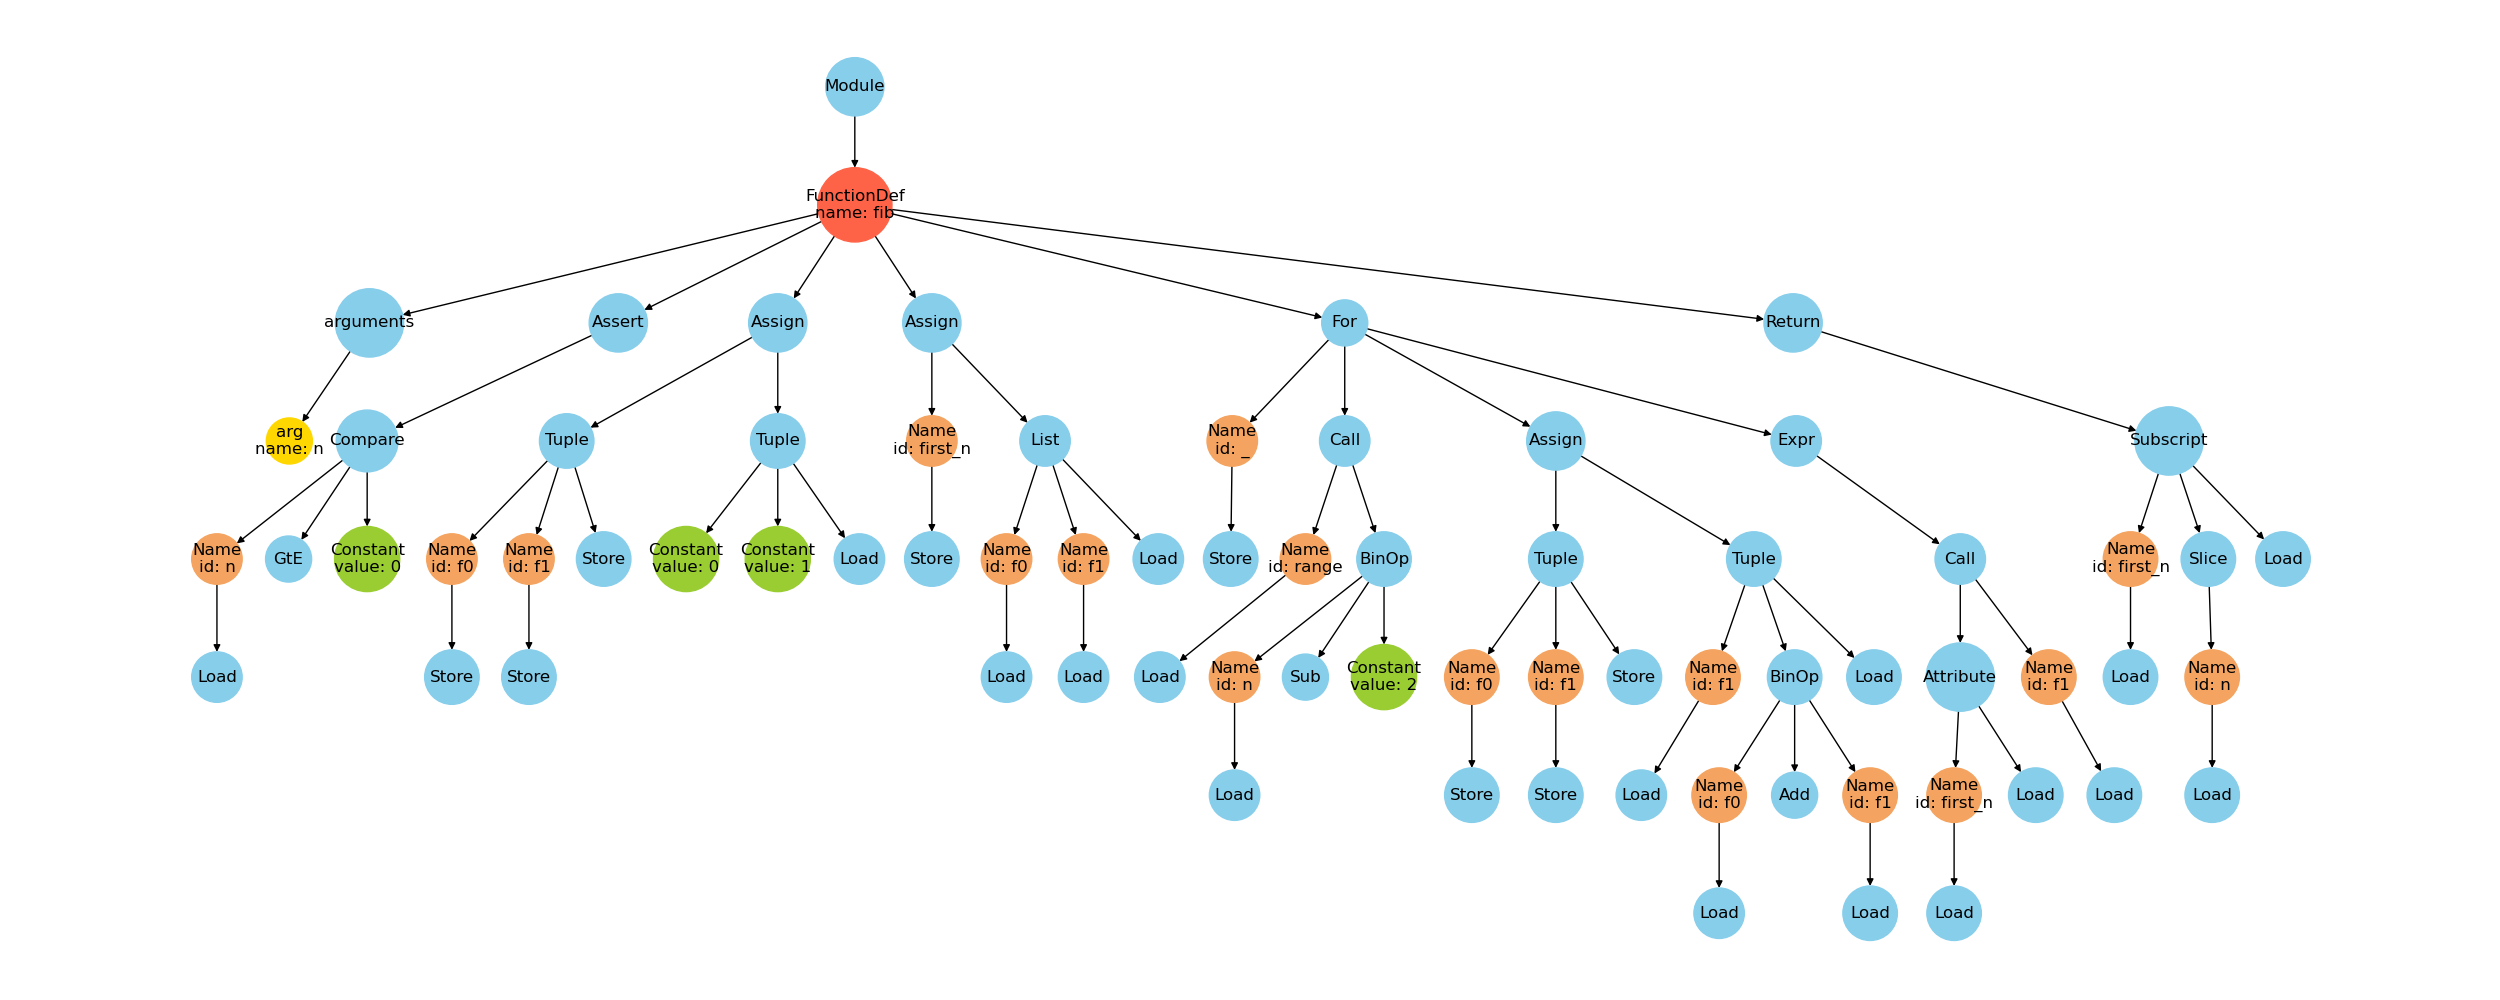 Module
FunctionDef
name: fib
arguments
Assert
Assign
Assign
For
Return
arg
name: n
Compare
Tuple
Tuple
Name
id: first_n
List
Name
id: _
Call
Assign
Expr
Subscript
Name
id: n
GtE
Constant
value: 0
Name
id: f0
Name
id: f1
Store
Constant
value: 0
Constant
value: 1
Load
Store
Name
id: f0
Name
id: f1
Load
Store
Name
id: range
BinOp
Tuple
Tuple
Call
Name
id: first_n
Slice
Load
Load
Store
Store
Load
Load
Load
Name
id: n
Sub
Constant
value: 2
Name
id: f0
Name
id: f1
Store
Name
id: f1
BinOp
Load
Attribute
Name
id: f1
Load
Name
id: n
Load
Store
Store
Load
Name
id: f0
Add
Name
id: f1
Name
id: first_n
Load
Load
Load
Load
Load
Load